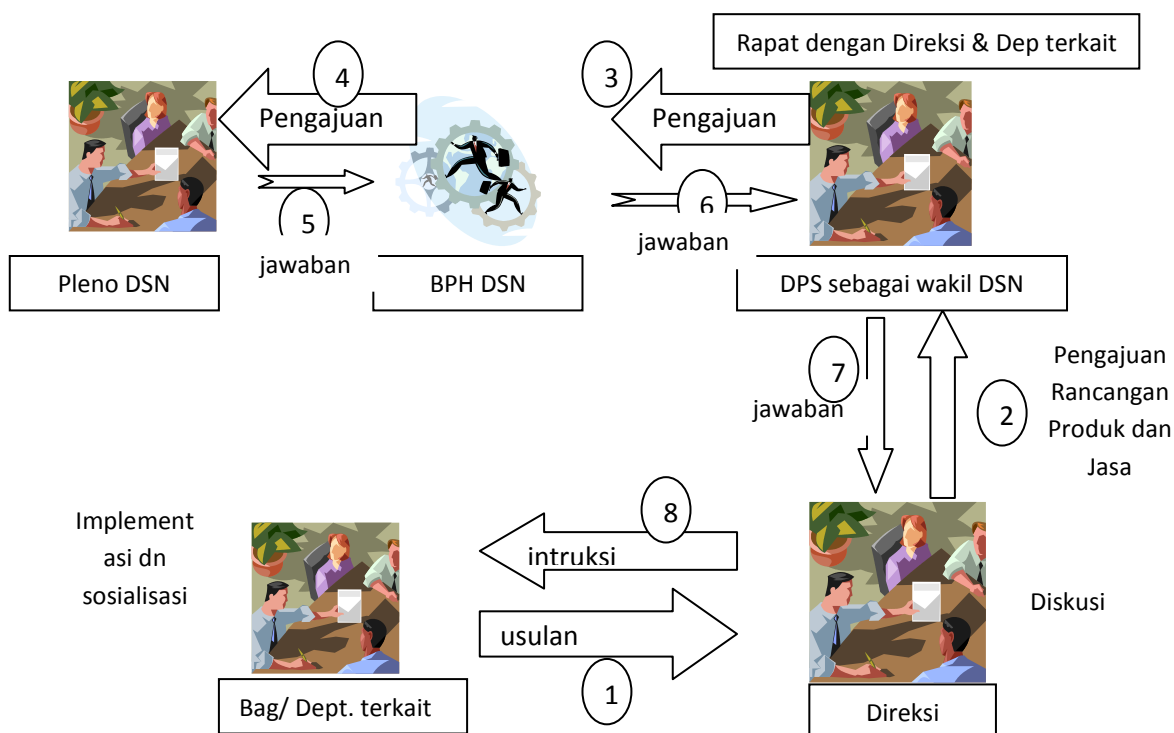 Rapat dengan Direksi & Dep terkait
4
3
Pengajuan
Pengajuan
5
6
jawaban
jawaban
Pleno DSN
BPH DSN
DPS sebagai wakil DSN
7
jawaban
2
Pengajuan
Rancangan
Produk dan
Jasa
8
Implement
asi dn
sosialisasi
intruksi
usulan
1
Diskusi
Bag/ Dept. terkait
Direksi